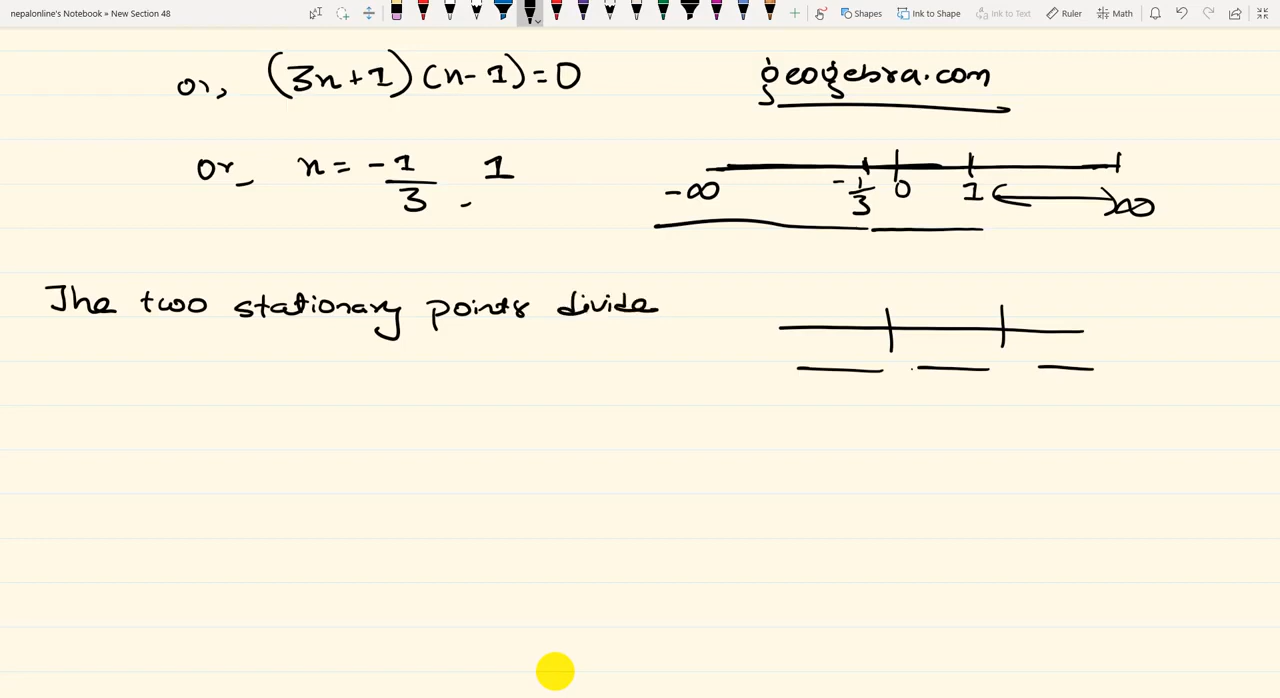 nepalonline's Notebook » New Section 48
Shapes
Ink to Shape
Ink to Text
Ruler
Math
or, (3x+1)(x-1)=0
geogebra.com
or, x = -1/3, 1
-∞ -1/3 0 1 ∞
The two stationary points divide